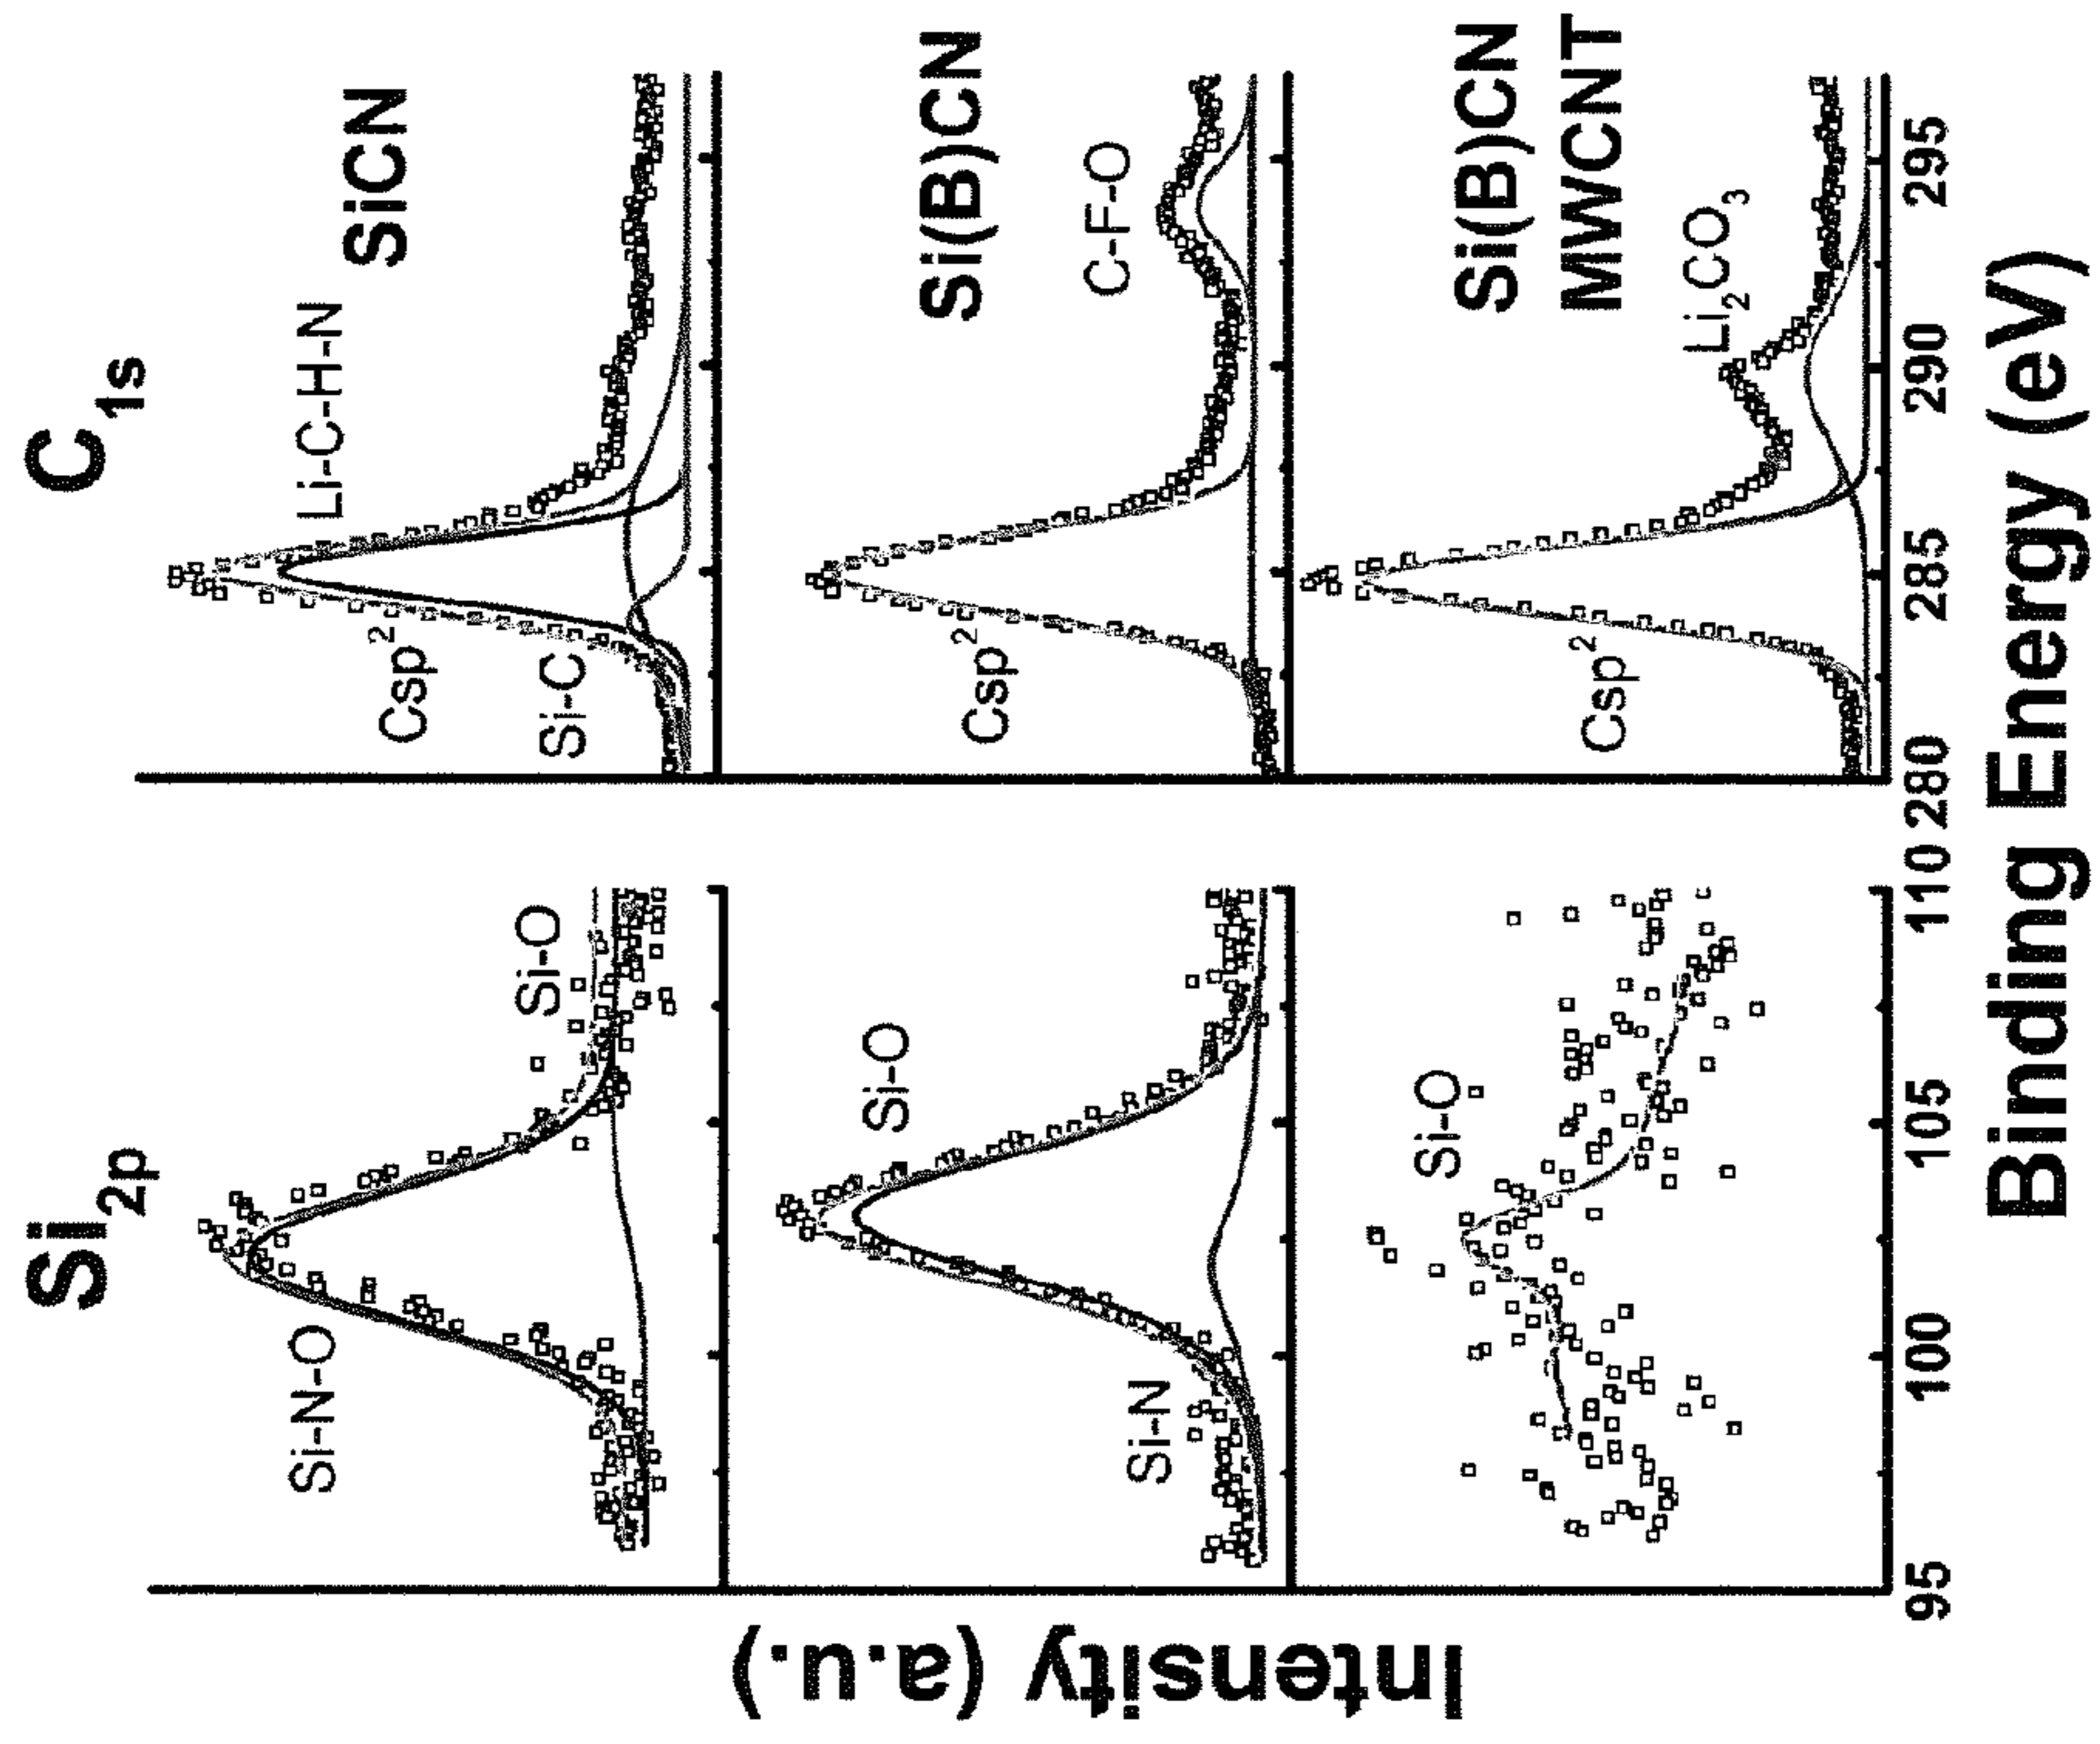 Si2p
C1s
Si-N-O
Si-O
Li-C-H-N
SiCN
Csp2
Si-C
Si-O
Si-N
Si(B)CN
C-F-O
Csp2
Si-O
Si(B)CN
MWCNT
Li2CO3
Csp2
95 100 105 110 280 285 290 295
Intensity (a.u.)
Binding Energy (eV)